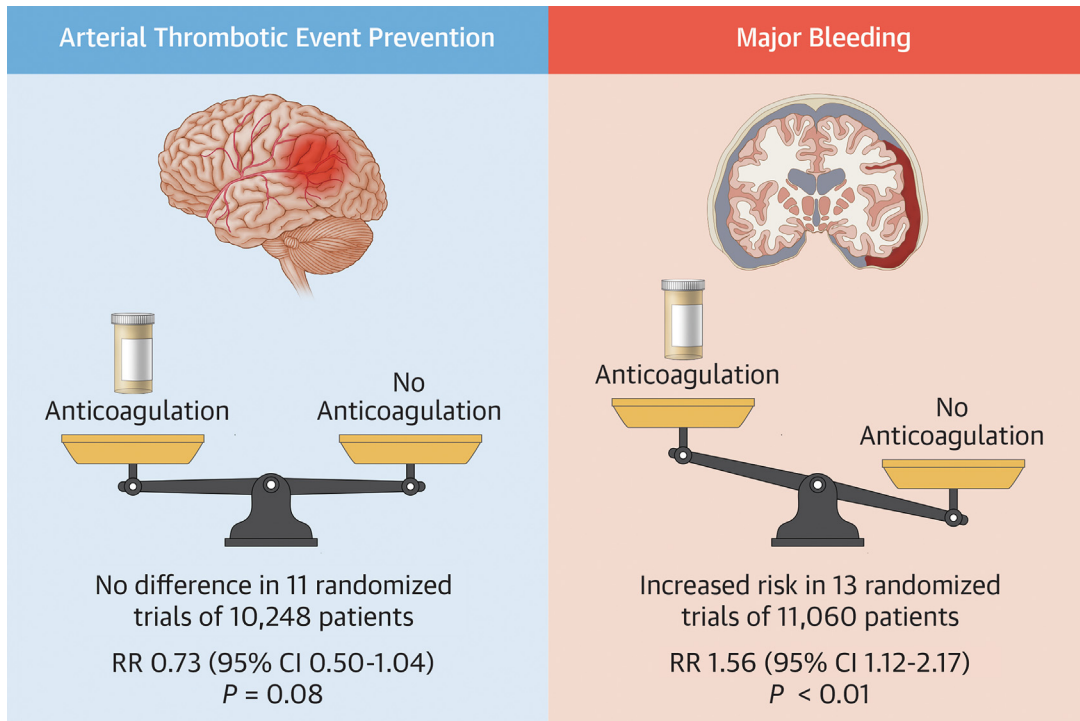 Arterial Thrombotic Event Prevention
Anticoagulation
No
Anticoagulation
No difference in 11 randomized
trials of 10,248 patients
RR 0.73 (95% CI 0.50-1.04)
P = 0.08
Major Bleeding
Anticoagulation
No
Anticoagulation
Increased risk in 13 randomized
trials of 11,060 patients
RR 1.56 (95% CI 1.12-2.17)
P < 0.01